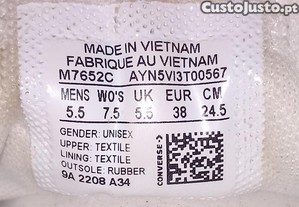 CustoJusto.pt
MADE IN VIETNAM
FABRIQUE AU VIETNAM
M7652C AYN5VI3T00567
MENS WO'S UK EUR CM
5.5 7.5 5.5 38 24.5
GENDER: UNISEX
UPPER: TEXTILE
LINING: TEXTILE
OUTSOLE: RUBBER
9A 2208 A34
CONVERSE